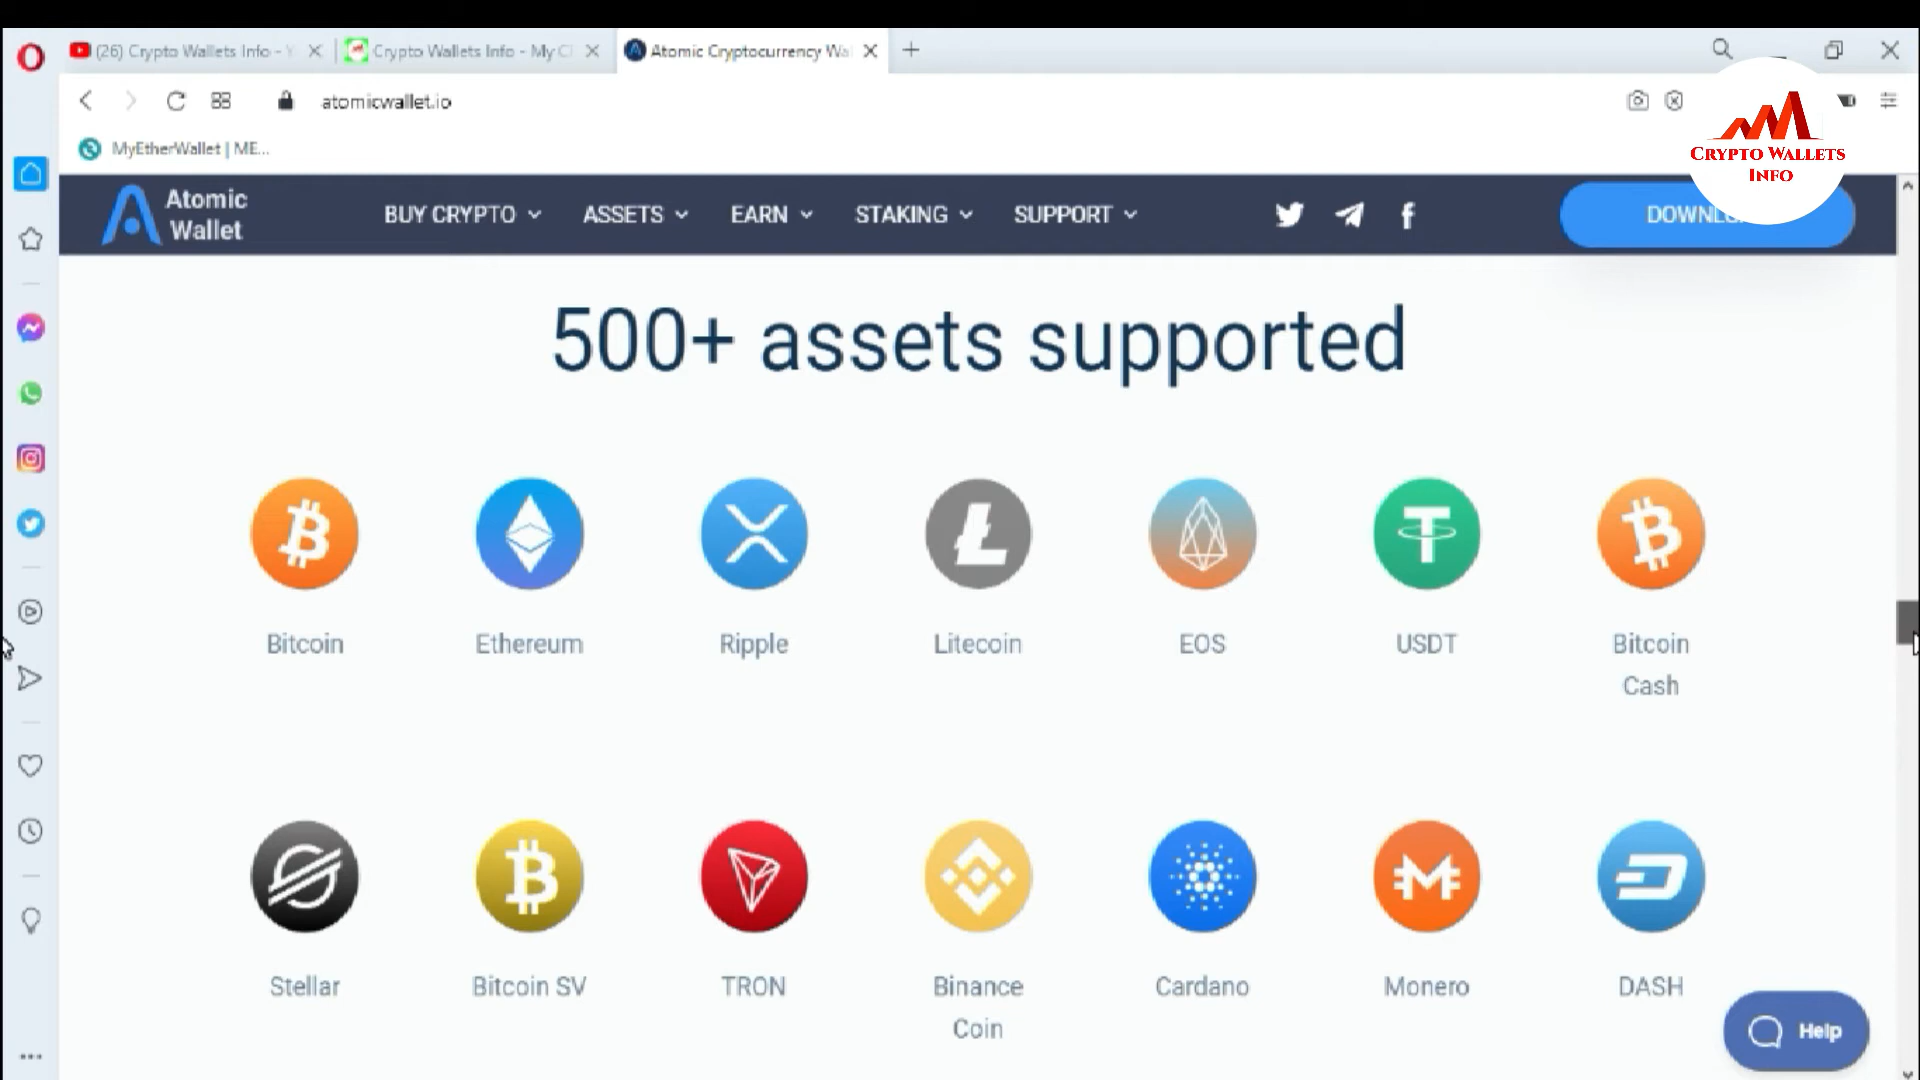 (26) Crypto Wallets Info - Y
Crypto Wallets Info - My C
Atomic Cryptocurrency Wal
atomicwallet.io
MyEtherWallet | ME...
CRYPTO WALLETS
INFO
Atomic
Wallet
BUY CRYPTO
ASSETS
EARN
STAKING
SUPPORT
500+ assets supported
Bitcoin
Ethereum
Ripple
Litecoin
EOS
USDT
Bitcoin
Cash
Stellar
Bitcoin SV
TRON
Binance
Coin
Cardano
Monero
DASH
Help